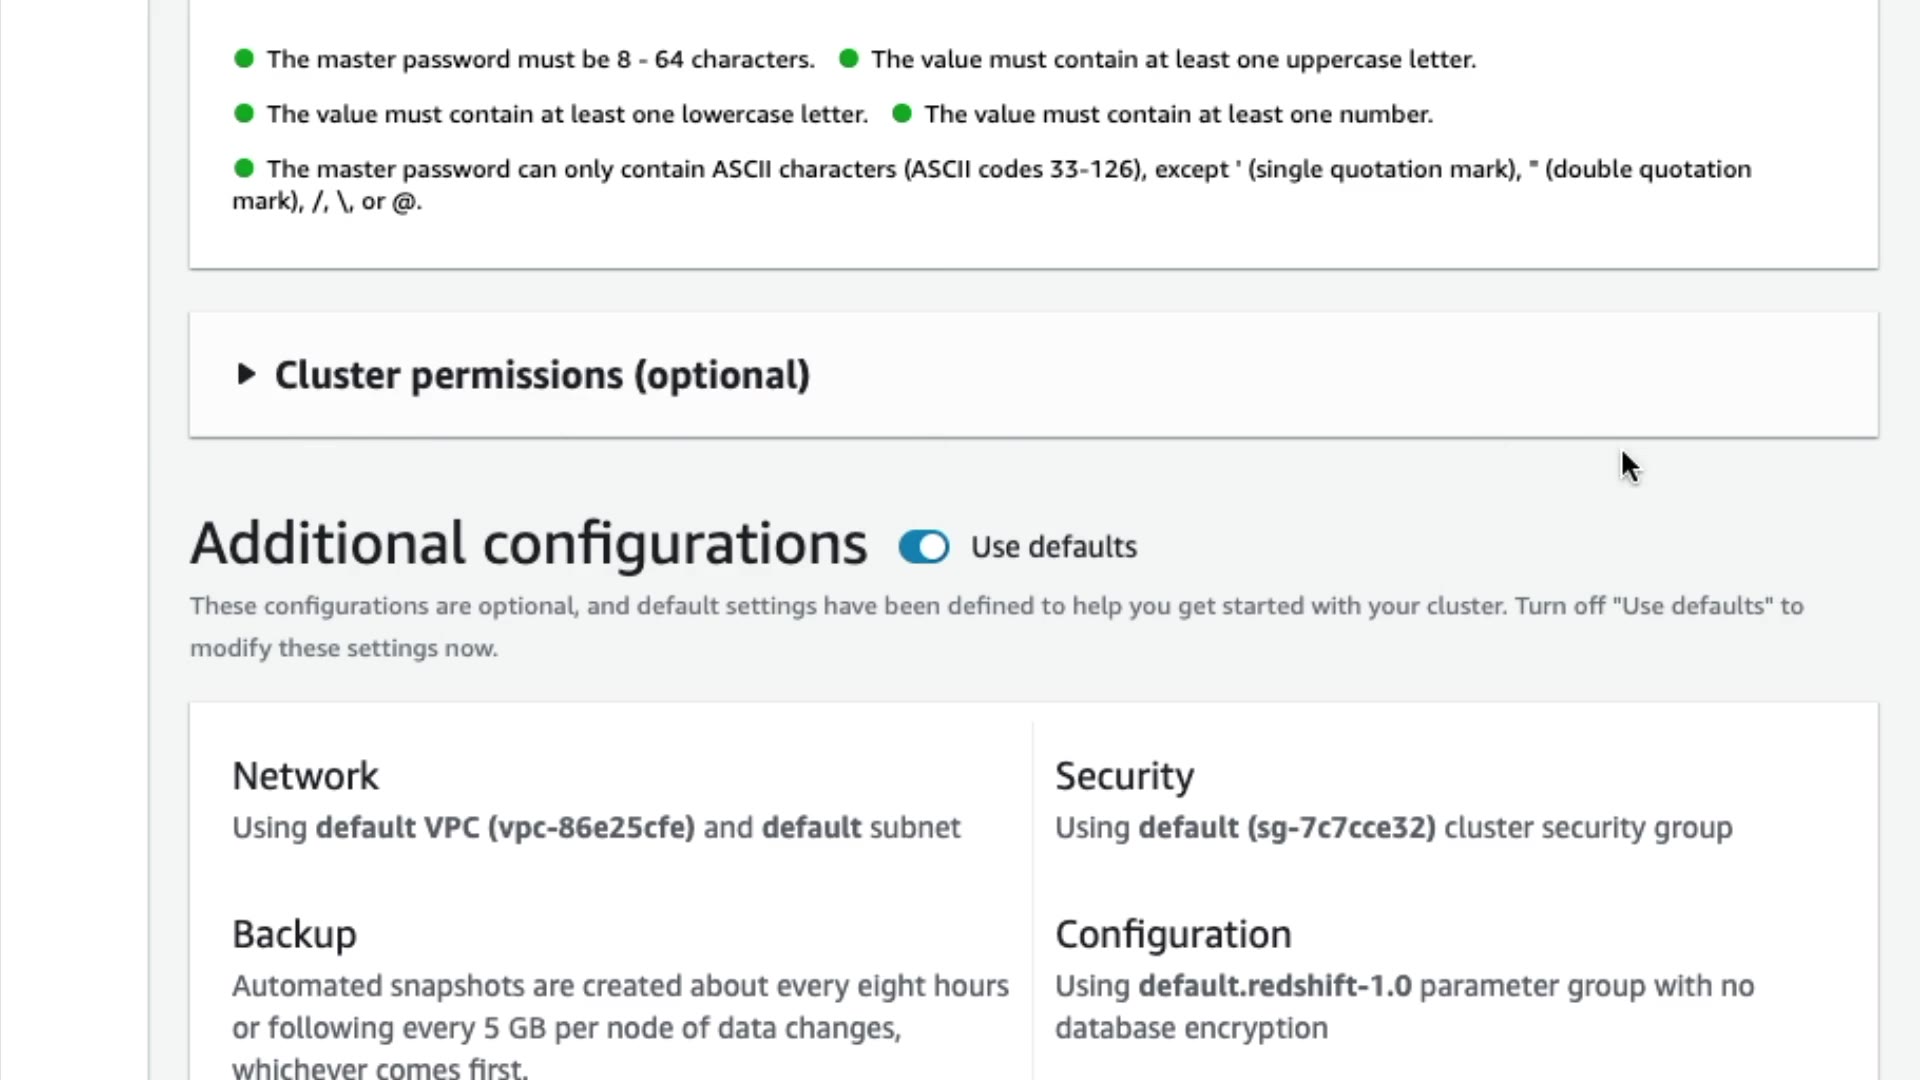 The master password must be 8 - 64 characters. The value must contain at least one uppercase letter.
The value must contain at least one lowercase letter. The value must contain at least one number.
The master password can only contain ASCII characters (ASCII codes 33-126), except ' (single quotation mark), " (double quotation
mark), /, \, or @.
Cluster permissions (optional)
Additional configurations Use defaults
These configurations are optional, and default settings have been defined to help you get started with your cluster. Turn off "Use defaults" to
modify these settings now.
Network
Using default VPC (vpc-86e25cfe) and default subnet
Security
Using default (sg-7c7cce32) cluster security group
Backup
Automated snapshots are created about every eight hours
or following every 5 GB per node of data changes,
whichever comes first.
Configuration
Using default.redshift-1.0 parameter group with no
database encryption